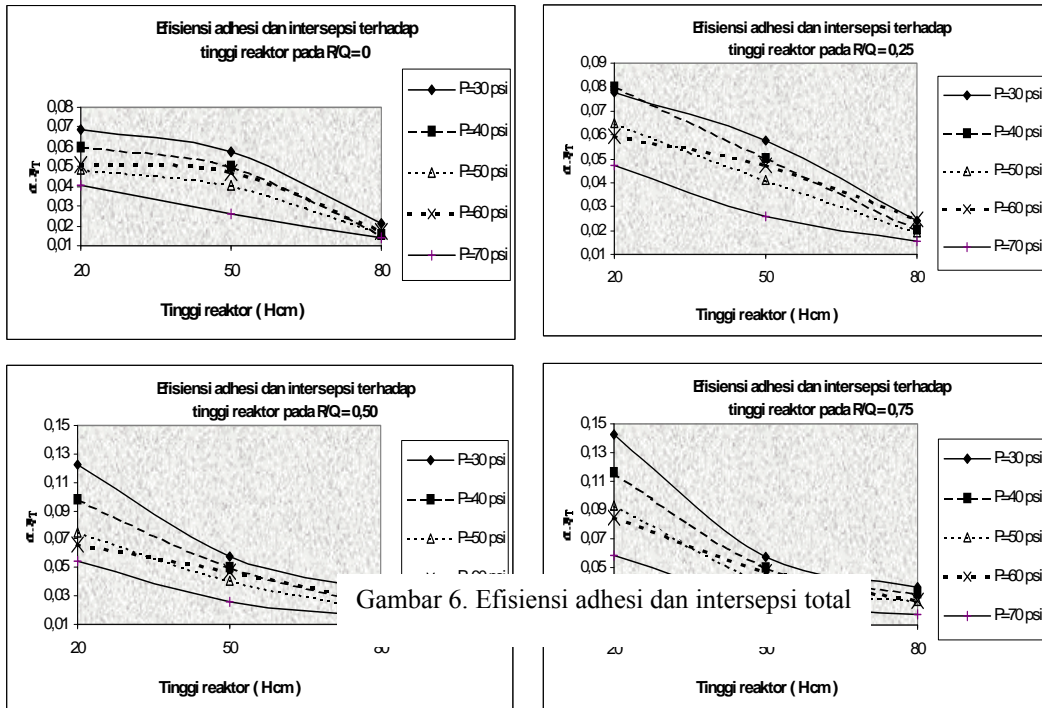 Efisiensi adhesi dan intersepsi terhadap
tinggi reaktor pada R/Q = 0
0,08
0,07
0,06
0,05
0,04
0,03
0,02
0,01
20 50 80
Tinggi reaktor ( H cm )
P=30 psi
P=40 psi
P=50 psi
P=60 psi
P=70 psi
Efisiensi adhesi dan intersepsi terhadap
tinggi reaktor pada R/Q = 0,25
0,09
0,08
0,07
0,06
0,05
0,04
0,03
0,02
0,01
20 50 80
Tinggi reaktor ( H cm )
P=30 psi
P=40 psi
P=50 psi
P=60 psi
P=70 psi
Efisiensi adhesi dan intersepsi terhadap
tinggi reaktor pada R/Q = 0,50
0,15
0,13
0,11
0,09
0,07
0,05
0,03
0,01
20 50
Tinggi reaktor ( H cm )
P=30 psi
P=40 psi
P=50 psi
Efisiensi adhesi dan intersepsi terhadap
tinggi reaktor pada R/Q = 0,75
0,15
0,13
0,11
0,09
0,07
0,05
20 50 80
Tinggi reaktor ( H cm )
P=30 psi
P=40 psi
P=50 psi
P=60 psi
P=70 psi
Gambar 6. Efisiensi adhesi dan intersepsi total